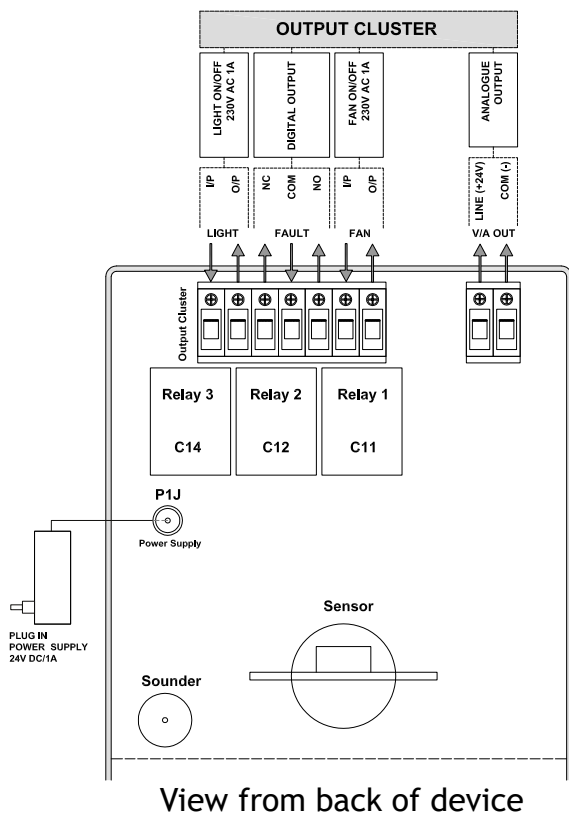 OUTPUT CLUSTER
LIGHT ON/OFF
230V AC 1A
DIGITAL OUTPUT
FAN ON/OFF
230V AC 1A
ANALOGUE
OUTPUT
I/P
O/P
NC
COM
NO
I/P
O/P
LINE (+24V)
COM (-)
LIGHT
FAULT
FAN
V/A OUT
Output Cluster
Relay 3
C14
Relay 2
C12
Relay 1
C11
P1J
Power Supply
PLUG IN
POWER SUPPLY
24V DC/1A
Sensor
Sounder
View from back of device